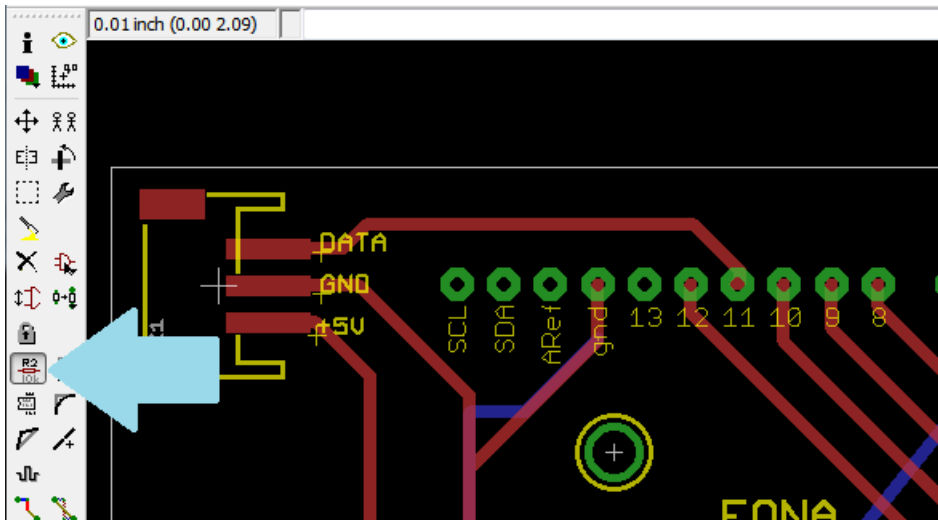 0.01 inch (0.00 2.09)
DATA
GND
+5V
SCL
SDA
ARef
gnd
13
12
11
10
9
8
R2
10k
FONA